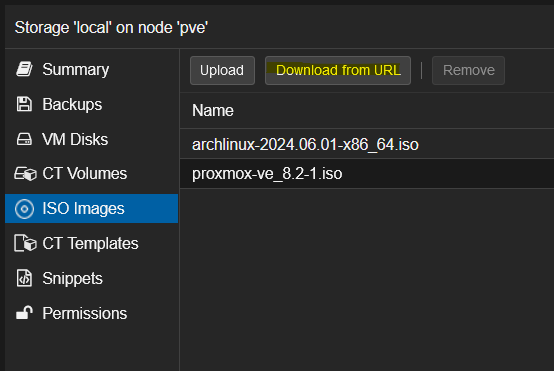 Storage 'local' on node 'pve'
Summary
Backups
VM Disks
CT Volumes
ISO Images
CT Templates
Snippets
Permissions
Upload Download from URL Remove
Name
archlinux-2024.06.01-x86_64.iso
proxmox-ve_8.2-1.iso